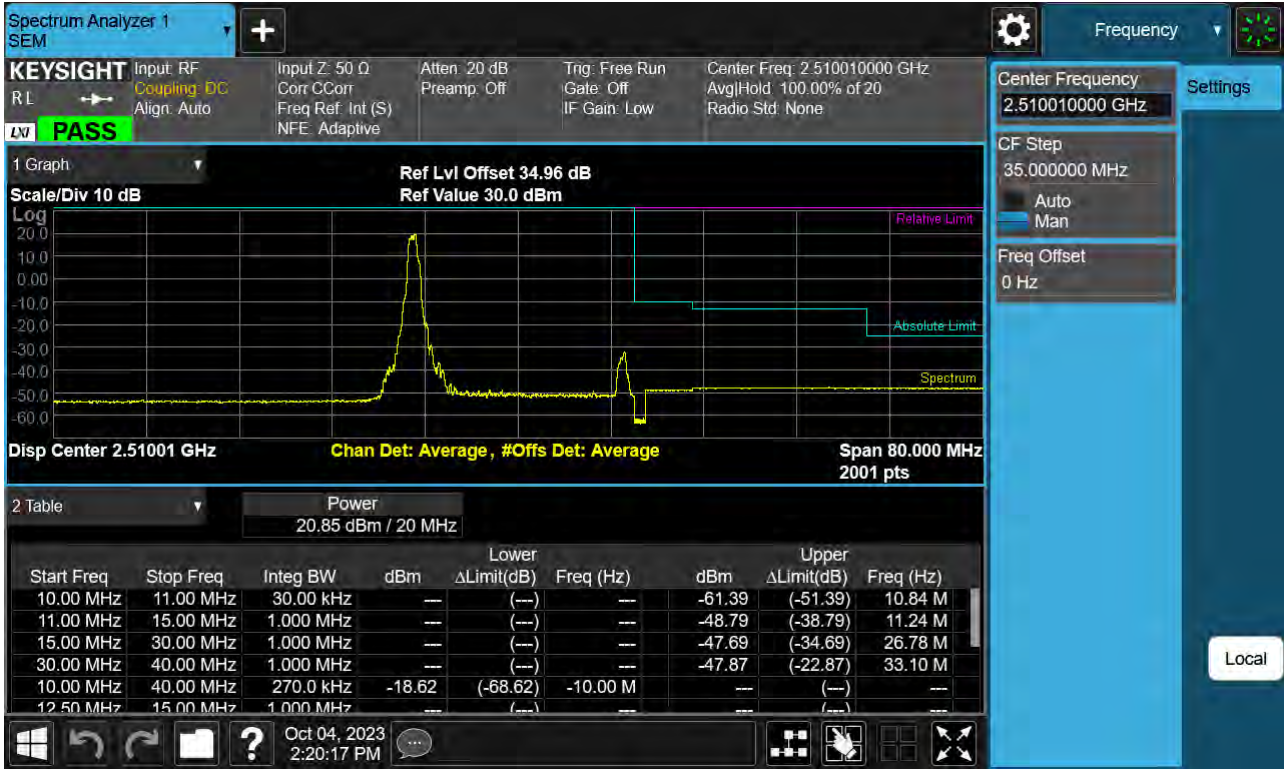 Spectrum Analyzer 1
SEM
Frequency
KEYSIGHT
R L
LXI
PASS
Input: RF
Coupling: DC
Align: Auto
Input Z: 50 Ω
Corr CCorr
Freq Ref: Int (S)
NFE: Adaptive
Atten: 20 dB
Preamp: Off
Trig: Free Run
Gate: Off
IF Gain: Low
Center Freq: 2.510010000 GHz
Avg|Hold: 100.00% of 20
Radio Std: None
Center Frequency
2.510010000 GHz
Settings
CF Step
35.000000 MHz
Auto
Man
Freq Offset
0 Hz
Local
1 Graph
Scale/Div 10 dB
Ref Lvl Offset 34.96 dB
Ref Value 30.0 dBm
Log
20.0
10.0
0.00
-10.0
-20.0
-30.0
-40.0
-50.0
-60.0
Relative Limit
Absolute Limit
Spectrum
Disp Center 2.51001 GHz
Chan Det: Average , #Offs Det: Average
Span 80.000 MHz
2001 pts
2 Table
Power
20.85 dBm / 20 MHz
Lower Upper
Start Freq Stop Freq Integ BW dBm ΔLimit(dB) Freq (Hz) dBm ΔLimit(dB) Freq (Hz)
10.00 MHz 11.00 MHz 30.00 kHz --- (---) --- -61.39 (-51.39) 10.84 M
11.00 MHz 15.00 MHz 1.000 MHz --- (---) --- -48.79 (-38.79) 11.24 M
15.00 MHz 30.00 MHz 1.000 MHz --- (---) --- -47.69 (-34.69) 26.78 M
30.00 MHz 40.00 MHz 1.000 MHz --- (---) --- -47.87 (-22.87) 33.10 M
10.00 MHz 40.00 MHz 270.0 kHz -18.62 (-68.62) -10.00 M --- (---) ---
12.50 MHz 15.00 MHz 1.000 MHz --- (---) --- --- (---) ---
Oct 04, 2023
2:20:17 PM